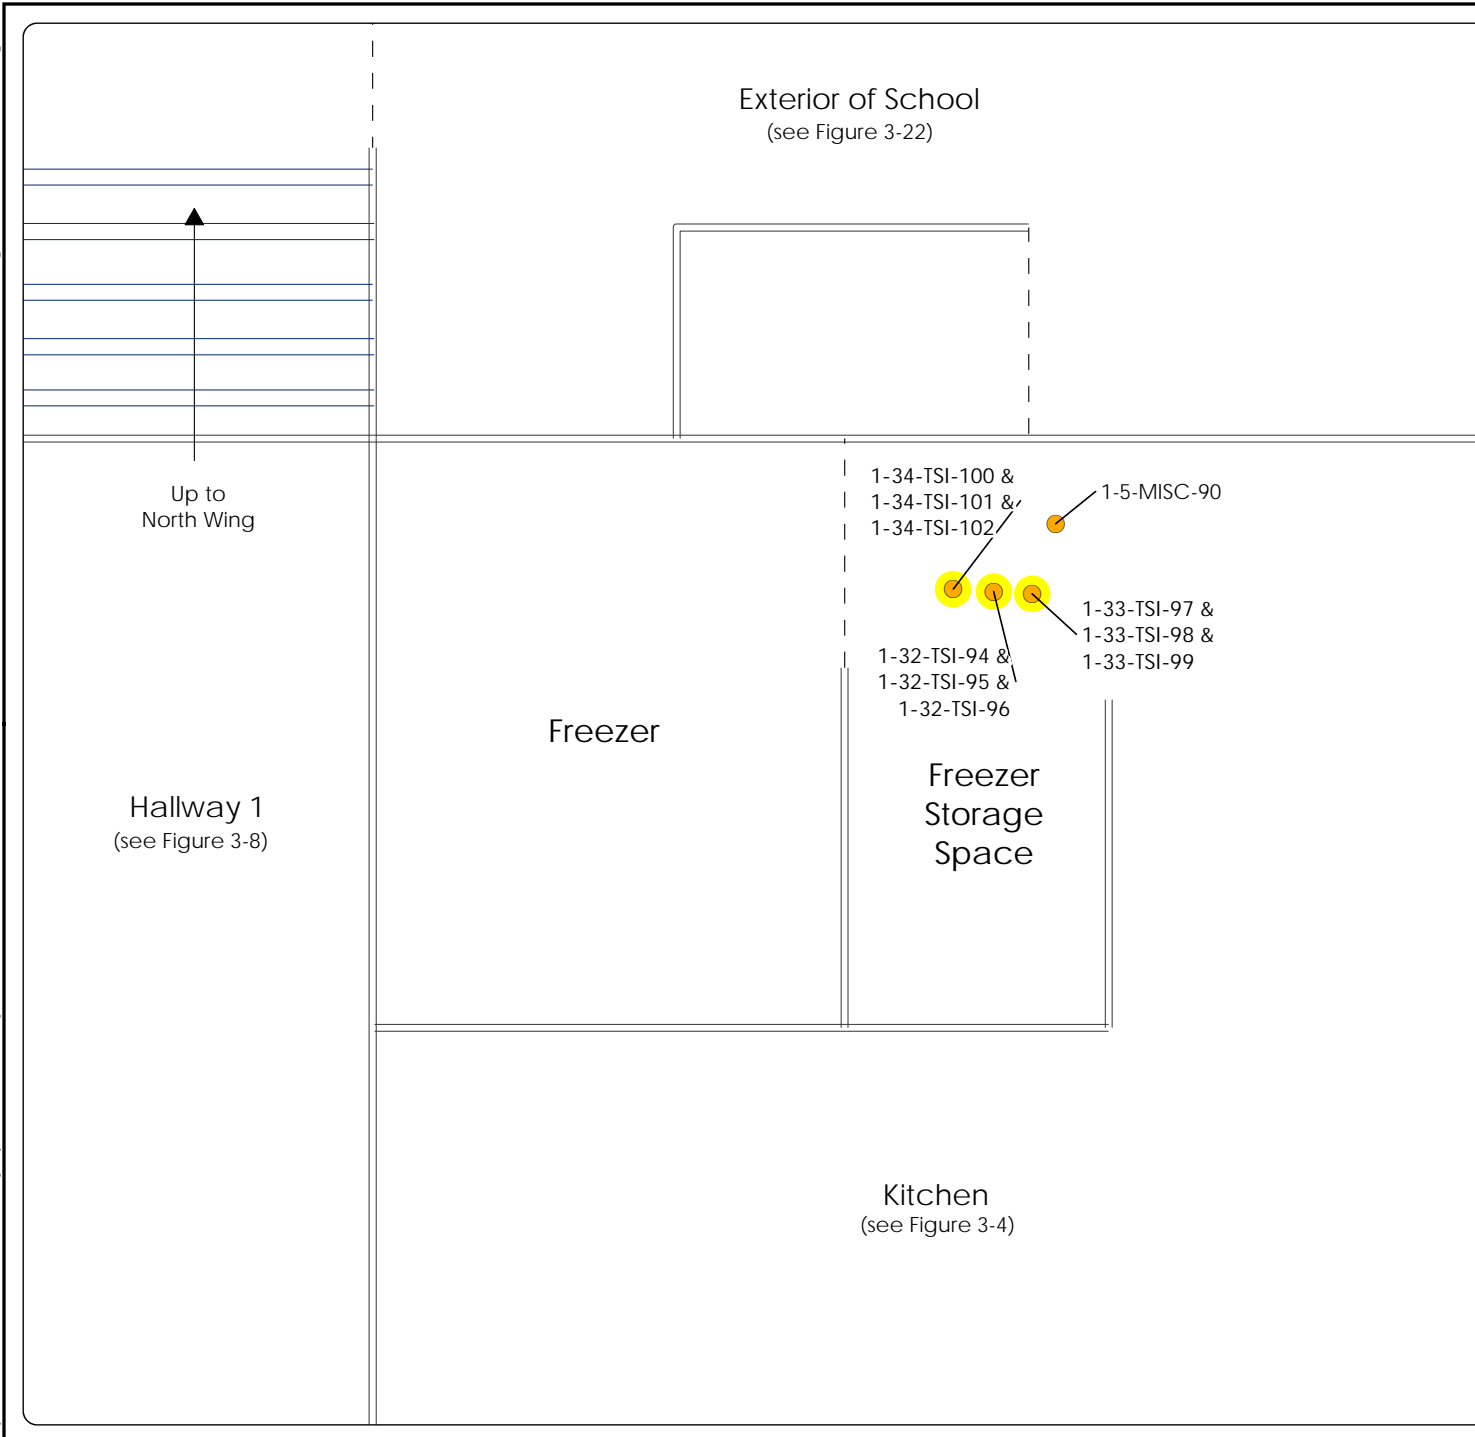 Exterior of School
(see Figure 3-22)
1-34-TSI-100 &
1-34-TSI-101 &
1-34-TSI-102
1-5-MISC-90
Up to
North Wing
1-33-TSI-97 &
1-33-TSI-98 &
1-33-TSI-99
1-32-TSI-94 &
1-32-TSI-95 &
1-32-TSI-96
Freezer
Freezer
Storage
Space
Hallway 1
(see Figure 3-8)
Kitchen
(see Figure 3-4)